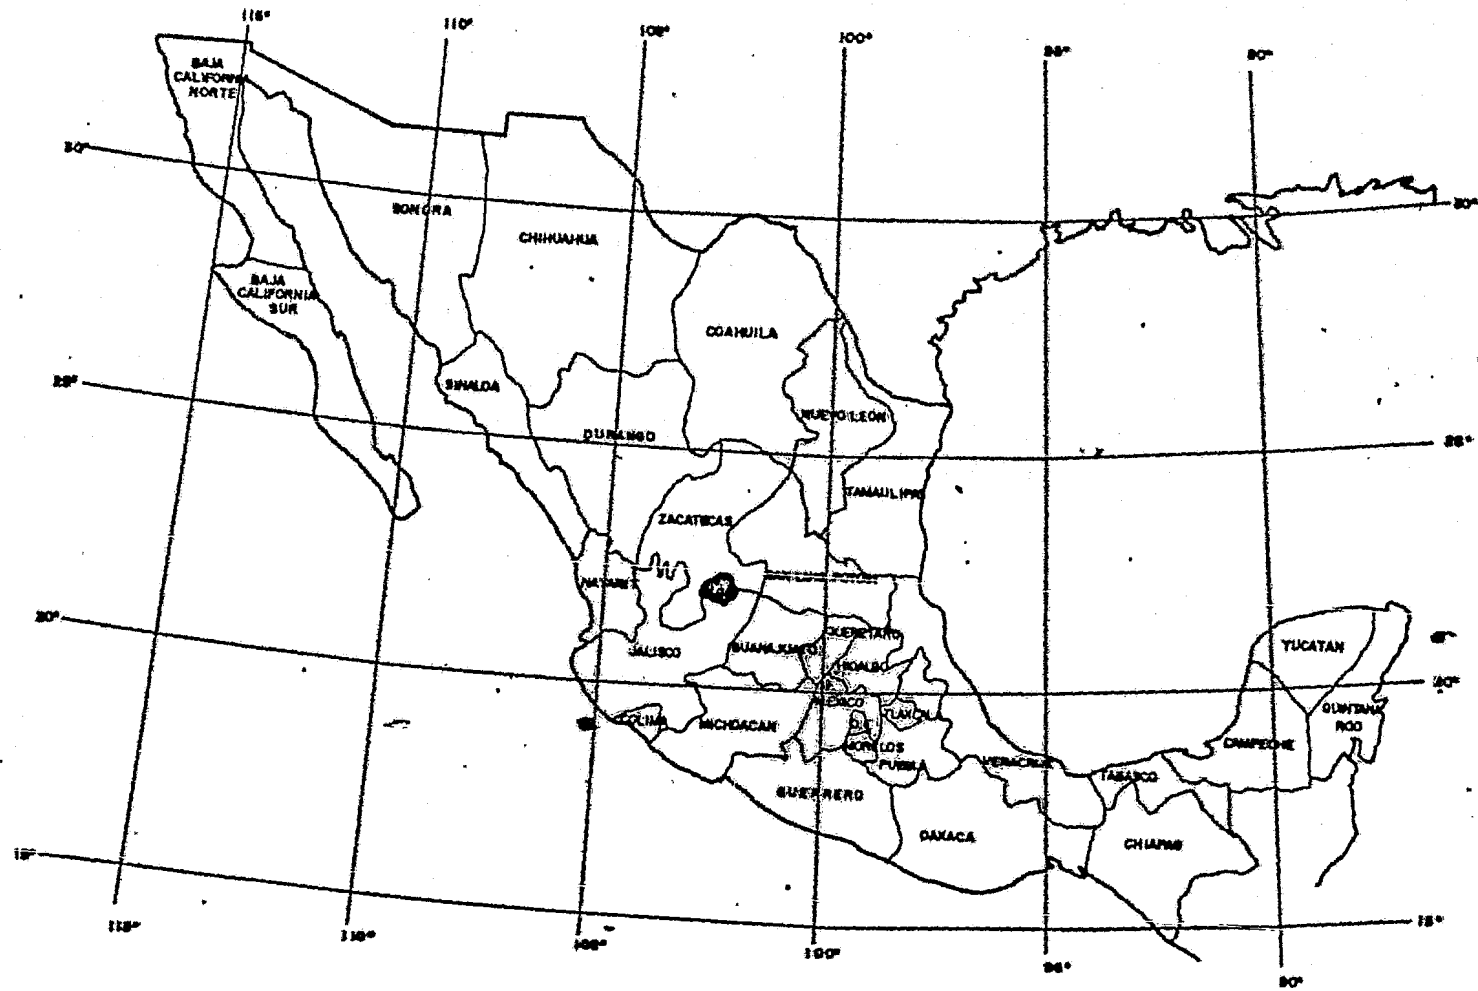 115°
110°
105°
100°
95°
90°
BAJA
CALIFORNIA
NORTE
30°
SONORA
CHIHUAHUA
30°
BAJA
CALIFORNIA
SUR
COAHUILA
25°
SINALOA
NUEVO LEON
DURANGO
25°
TAMAULIPAS
ZACATECAS
NAYARIT
20°
JALISCO
GUANAJUATO
QUERETARO
HIDALGO
YUCATAN
20°
COLIMA
MICHOACAN
MEXICO
D.F.
TLAXCALA
QUINTANA
ROO
MORELOS
PUEBLA
VERACRUZ
TABASCO
CAMPECHE
GUERRERO
OAXACA
CHIAPAS
15°
15°
115°
110°
105°
100°
95°
90°